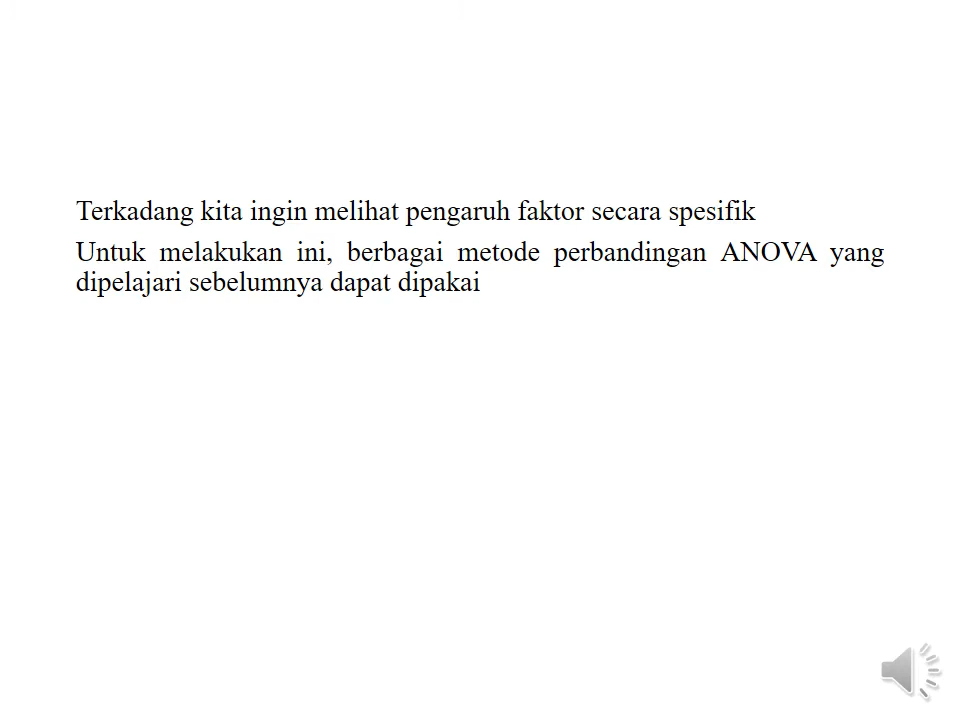 Terkadang kita ingin melihat pengaruh faktor secara spesifik
Untuk melakukan ini, berbagai metode perbandingan ANOVA yang
dipelajari sebelumnya dapat dipakai